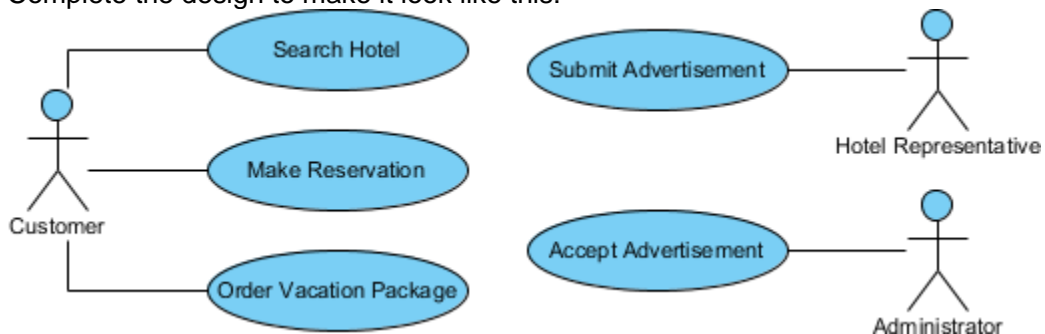 Complete the design to make it look like this:
Search Hotel
Submit Advertisement
Hotel Representative
Make Reservation
Customer
Accept Advertisement
Order Vacation Package
Administrator